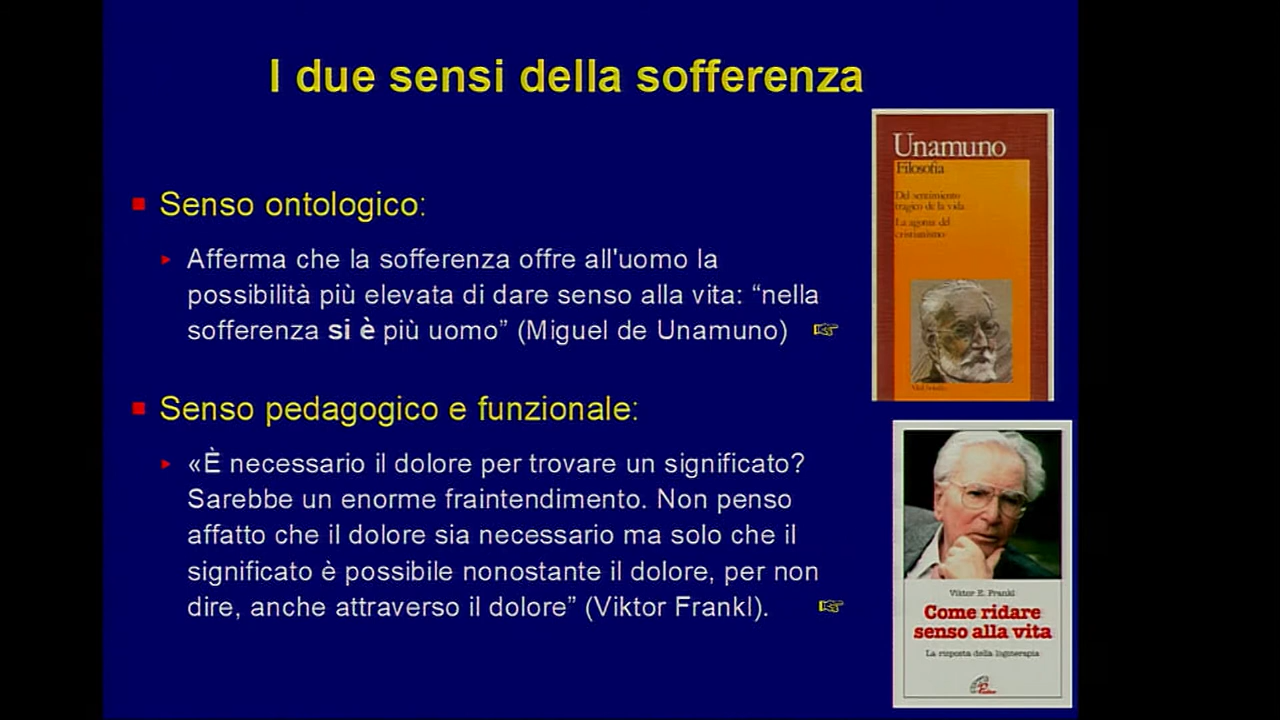 I due sensi della sofferenza
Senso ontologico:
Afferma che la sofferenza offre all'uomo la
possibilità più elevata di dare senso alla vita: “nella
sofferenza si è più uomo” (Miguel de Unamuno)
Senso pedagogico e funzionale:
«È necessario il dolore per trovare un significato?
Sarebbe un enorme fraintendimento. Non penso
affatto che il dolore sia necessario ma solo che il
significato è possibile nonostante il dolore, per non
dire, anche attraverso il dolore” (Viktor Frankl).
Unamuno
Filosofia
Del sentimiento
tragico de la vida
La agonia del
cristianismo
Viktor E. Frankl
Come ridare
senso alla vita
La risposta della logoterapia